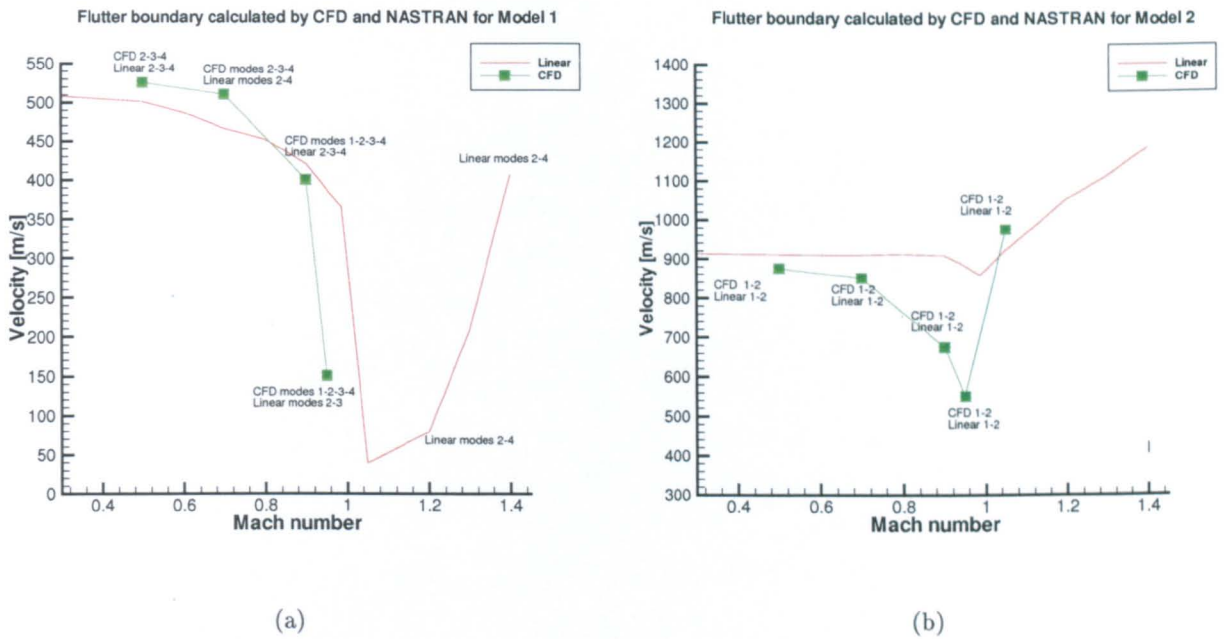 Flutter boundary calculated by CFD and NASTRAN for Model 1
Linear
CFD
550
500
450
400
350
300
250
200
150
100
50
0
Velocity [m/s]
CFD 2-3-4
Linear 2-3-4
CFD modes 2-3-4
Linear modes 2-4
CFD modes 1-2-3-4
Linear 2-3-4
Linear modes 2-4
CFD modes 1-2-3-4
Linear modes 2-3
Linear modes 2-4
0.4 0.6 0.8 1 1.2 1.4
Mach number
(a)
Flutter boundary calculated by CFD and NASTRAN for Model 2
Linear
CFD
1400
1300
1200
1100
1000
900
800
700
600
500
400
300
Velocity [m/s]
CFD 1-2
Linear 1-2
CFD 1-2
Linear 1-2
CFD 1-2
Linear 1-2
CFD 1-2
Linear 1-2
CFD 1-2
Linear 1-2
0.4 0.6 0.8 1 1.2 1.4
Mach number
(b)